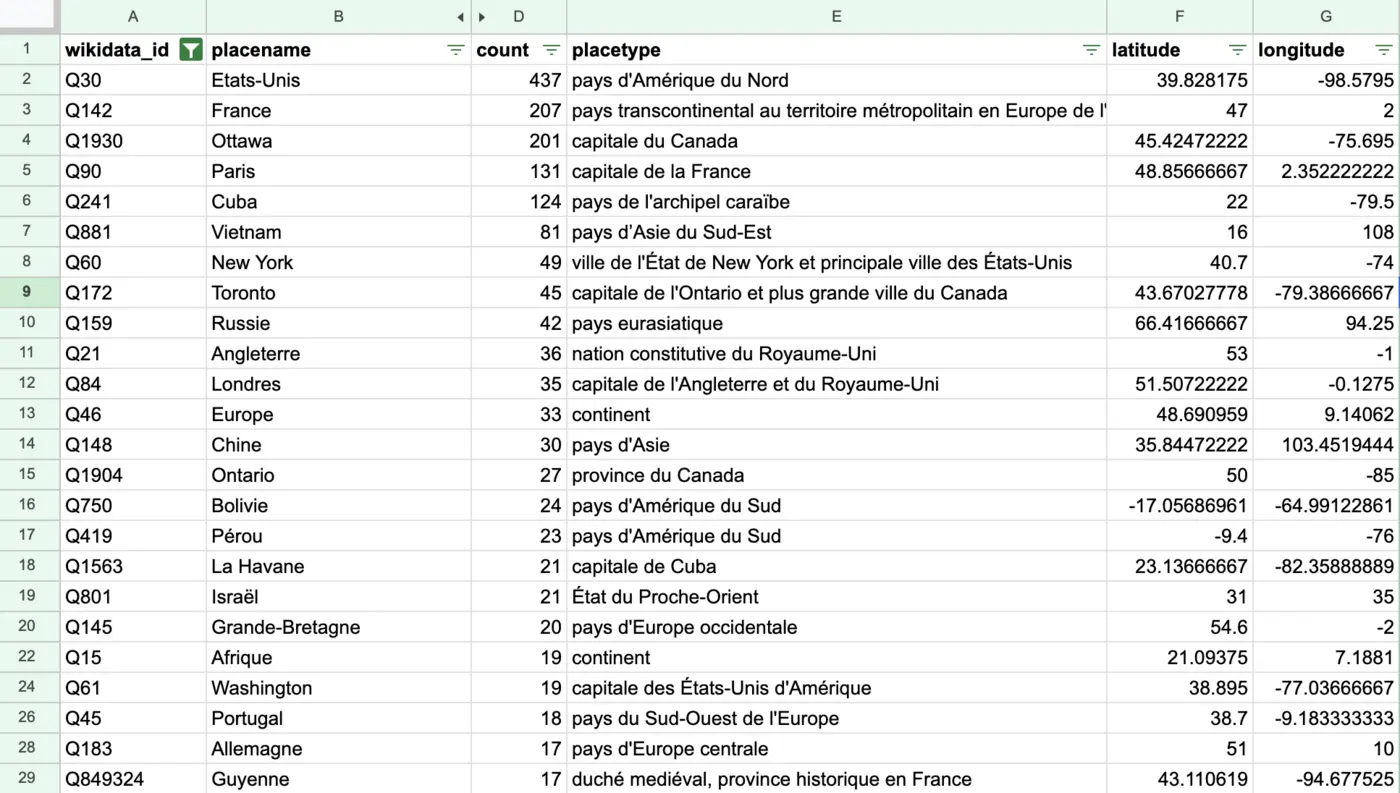 A B D E F G
1 wikidata_id placename count placetype latitude longitude
2 Q30 Etats-Unis 437 pays d'Amérique du Nord 39.828175 -98.5795
3 Q142 France 207 pays transcontinental au territoire métropolitain en Europe de l' 47 2
4 Q1930 Ottawa 201 capitale du Canada 45.42472222 -75.695
5 Q90 Paris 131 capitale de la France 48.85666667 2.352222222
6 Q241 Cuba 124 pays de l'archipel caraïbe 22 -79.5
7 Q881 Vietnam 81 pays d’Asie du Sud-Est 16 108
8 Q60 New York 49 ville de l'État de New York et principale ville des États-Unis 40.7 -74
9 Q172 Toronto 45 capitale de l'Ontario et plus grande ville du Canada 43.67027778 -79.38666667
10 Q159 Russie 42 pays eurasiatique 66.41666667 94.25
11 Q21 Angleterre 36 nation constitutive du Royaume-Uni 53 -1
12 Q84 Londres 35 capitale de l'Angleterre et du Royaume-Uni 51.50722222 -0.1275
13 Q46 Europe 33 continent 48.690959 9.14062
14 Q148 Chine 30 pays d'Asie 35.84472222 103.4519444
15 Q1904 Ontario 27 province du Canada 50 -85
16 Q750 Bolivie 24 pays d'Amérique du Sud -17.05686961 -64.99122861
17 Q419 Pérou 23 pays d'Amérique du Sud -9.4 -76
18 Q1563 La Havane 21 capitale de Cuba 23.13666667 -82.35888889
19 Q801 Israël 21 État du Proche-Orient 31 35
20 Q145 Grande-Bretagne 20 pays d'Europe occidentale 54.6 -2
22 Q15 Afrique 19 continent 21.09375 7.1881
24 Q61 Washington 19 capitale des États-Unis d'Amérique 38.895 -77.03666667
26 Q45 Portugal 18 pays du Sud-Ouest de l'Europe 38.7 -9.183333333
28 Q183 Allemagne 17 pays d'Europe centrale 51 10
29 Q849324 Guyenne 17 duché mediéval, province historique en France 43.110619 -94.677525